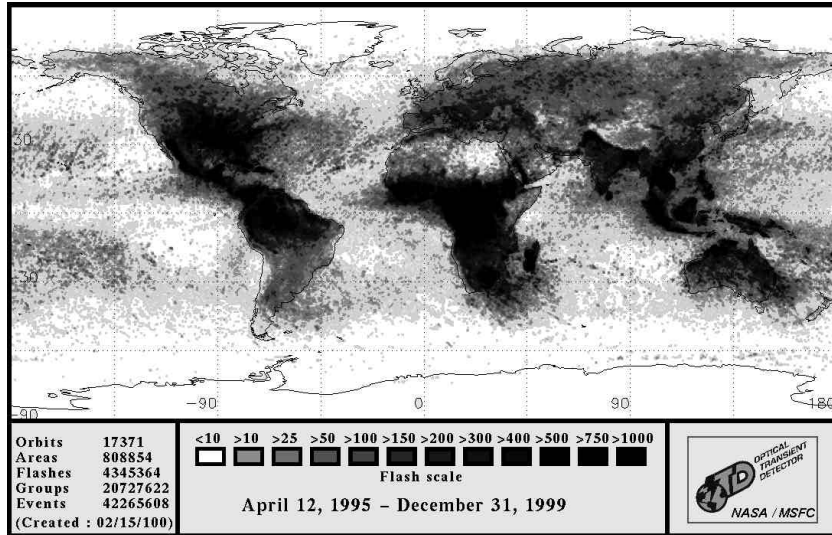 30
30
-90
-90
0
90
180
Orbits 17371
Areas 808854
Flashes 4345364
Groups 20727622
Events 42265608
(Created : 02/15/100)
<10 >10 >25 >50 >100 >150 >200 >300 >400 >500 >750 >1000
Flash scale
April 12, 1995 – December 31, 1999
OTD
OPTICAL
TRANSIENT
DETECTOR
NASA / MSFC